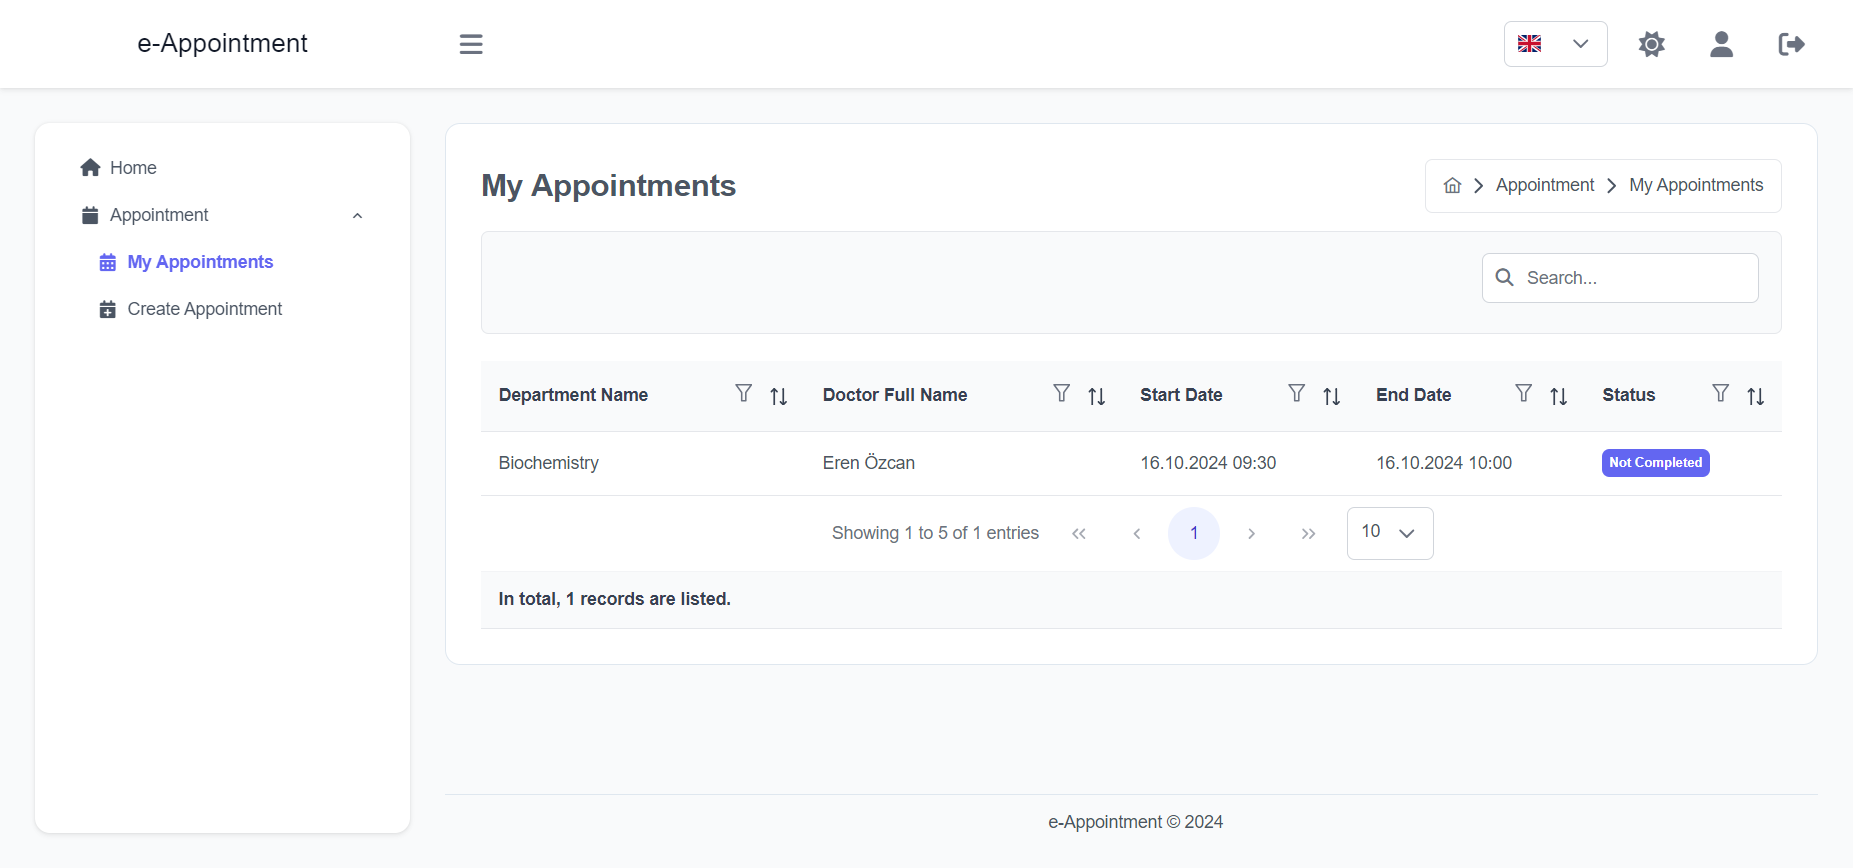 e-Appointment
Home
Appointment
My Appointments
Create Appointment
My Appointments
Appointment My Appointments
Search...
Department Name Doctor Full Name Start Date End Date Status
Biochemistry Eren Özcan 16.10.2024 09:30 16.10.2024 10:00 Not Completed
Showing 1 to 5 of 1 entries 1 10
In total, 1 records are listed.
e-Appointment © 2024